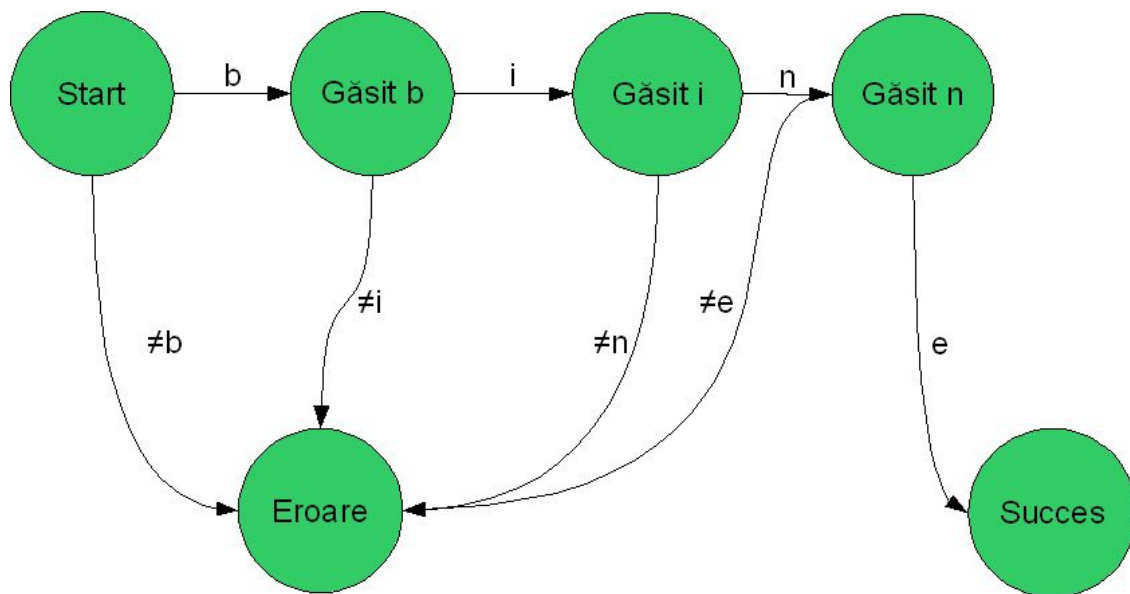 Start
b
Găsit b
i
Găsit i
n
Găsit n
≠b
≠i
≠n
≠e
e
Eroare
Succes